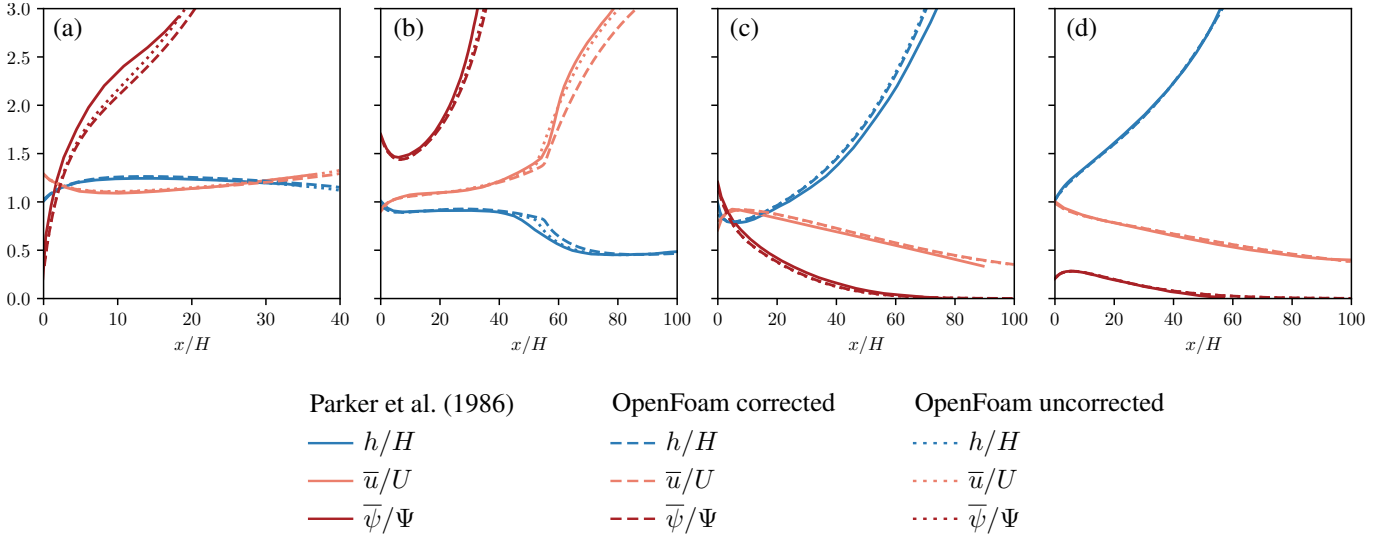 (a) (b) (c) (d)
3.0
2.5
2.0
1.5
1.0
0.5
0.0
0 10 20 30 40 0 20 40 60 80 100 0 20 40 60 80 100 0 20 40 60 80 100
x/H x/H x/H x/H
Parker et al. (1986) OpenFoam corrected OpenFoam uncorrected
h/H h/H h/H
u̅/U u̅/U u̅/U
ψ̅/Ψ ψ̅/Ψ ψ̅/Ψ